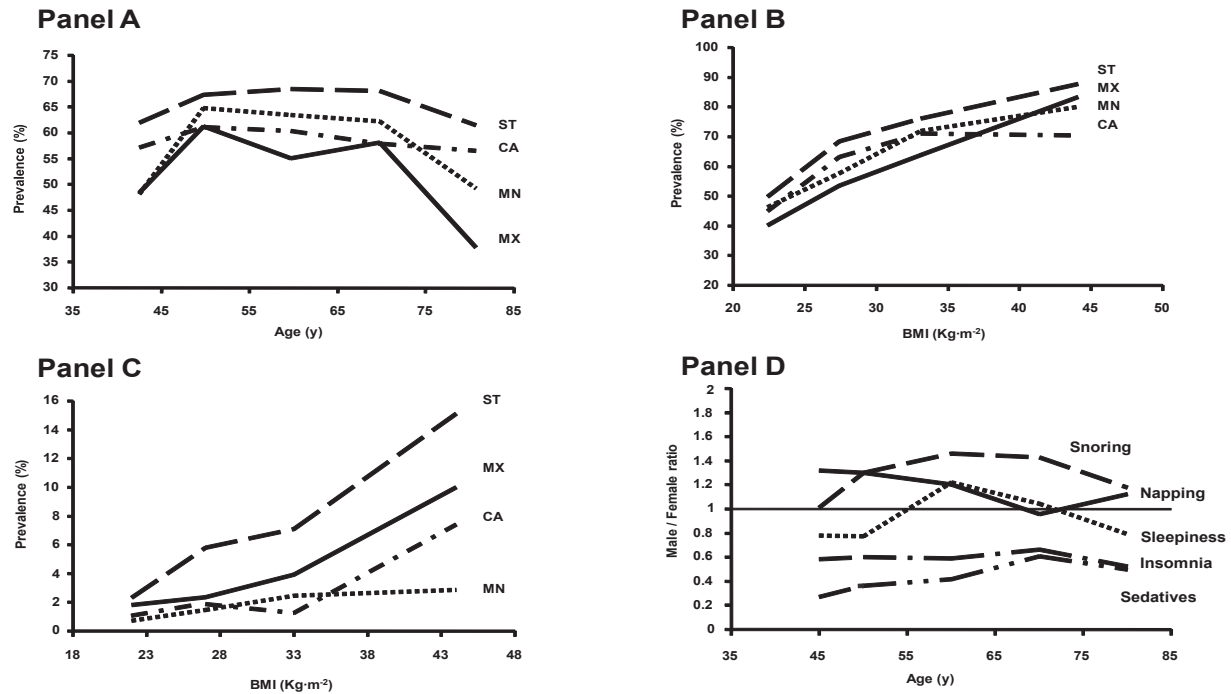 Panel A
75
70
65
60
55
50
45
40
35
30
Prevalence (%)
35 45 55 65 75 85
Age (y)
ST
CA
MN
MX
Panel B
100
90
80
70
60
50
40
30
20
Prevalence (%)
20 25 30 35 40 45 50
BMI (Kg·m-2)
ST
MX
MN
CA
Panel C
16
14
12
10
8
6
4
2
0
Prevalence (%)
18 23 28 33 38 43 48
BMI (Kg·m-2)
ST
MX
CA
MN
Panel D
2
1.8
1.6
1.4
1.2
1
0.8
0.6
0.4
0.2
0
Male / Female ratio
35 45 55 65 75 85
Age (y)
Snoring
Napping
Sleepiness
Insomnia
Sedatives